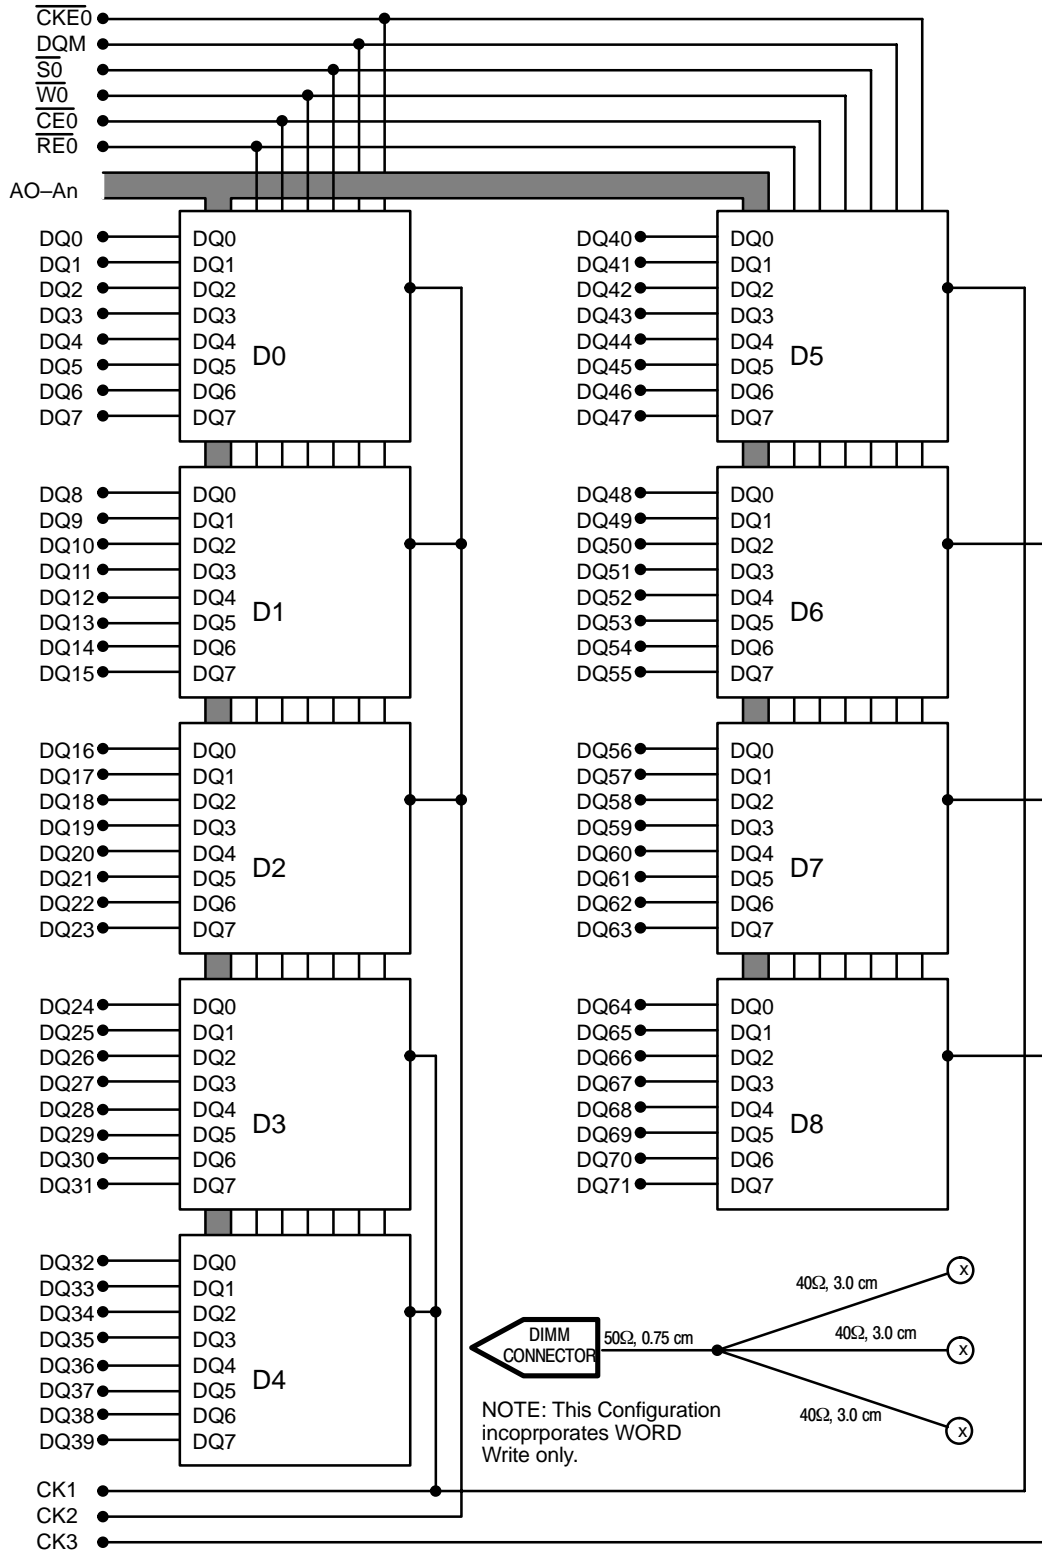 CKE0
DQM
S0
W0
CE0
RE0
AO–An
DQ0 DQ0
DQ1 DQ1
DQ2 DQ2
DQ3 DQ3
DQ4 DQ4
DQ5 DQ5
DQ6 DQ6
DQ7 DQ7
D0
DQ40 DQ0
DQ41 DQ1
DQ42 DQ2
DQ43 DQ3
DQ44 DQ4
DQ45 DQ5
DQ46 DQ6
DQ47 DQ7
D5
DQ8 DQ0
DQ9 DQ1
DQ10 DQ2
DQ11 DQ3
DQ12 DQ4
DQ13 DQ5
DQ14 DQ6
DQ15 DQ7
D1
DQ48 DQ0
DQ49 DQ1
DQ50 DQ2
DQ51 DQ3
DQ52 DQ4
DQ53 DQ5
DQ54 DQ6
DQ55 DQ7
D6
DQ16 DQ0
DQ17 DQ1
DQ18 DQ2
DQ19 DQ3
DQ20 DQ4
DQ21 DQ5
DQ22 DQ6
DQ23 DQ7
D2
DQ56 DQ0
DQ57 DQ1
DQ58 DQ2
DQ59 DQ3
DQ60 DQ4
DQ61 DQ5
DQ62 DQ6
DQ63 DQ7
D7
DQ24 DQ0
DQ25 DQ1
DQ26 DQ2
DQ27 DQ3
DQ28 DQ4
DQ29 DQ5
DQ30 DQ6
DQ31 DQ7
D3
DQ64 DQ0
DQ65 DQ1
DQ66 DQ2
DQ67 DQ3
DQ68 DQ4
DQ69 DQ5
DQ70 DQ6
DQ71 DQ7
D8
DQ32 DQ0
DQ33 DQ1
DQ34 DQ2
DQ35 DQ3
DQ36 DQ4
DQ37 DQ5
DQ38 DQ6
DQ39 DQ7
D4
DIMM
CONNECTOR
50Ω, 0.75 cm
40Ω, 3.0 cm
X
40Ω, 3.0 cm
X
40Ω, 3.0 cm
X
NOTE: This Configuration
incoprporates WORD
Write only.
CK1
CK2
CK3